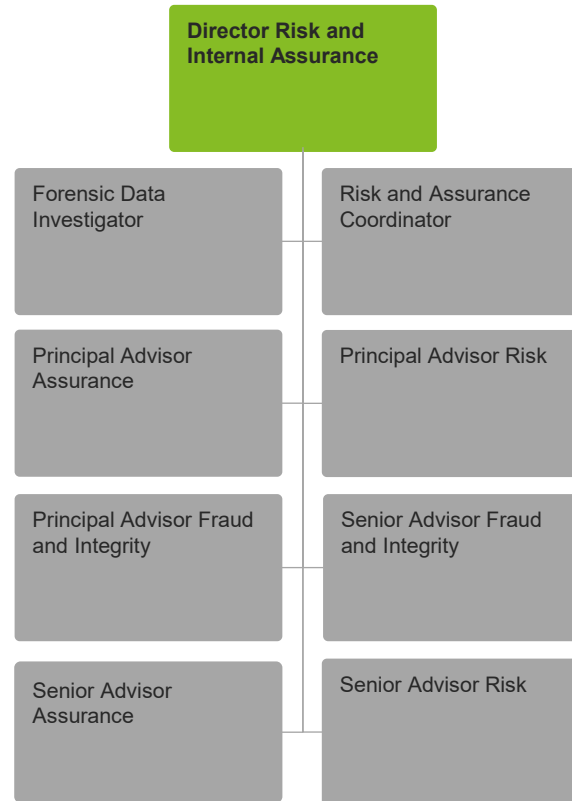 Director Risk and
Internal Assurance
Forensic Data
Investigator
Risk and Assurance
Coordinator
Principal Advisor
Assurance
Principal Advisor Risk
Principal Advisor Fraud
and Integrity
Senior Advisor Fraud
and Integrity
Senior Advisor
Assurance
Senior Advisor Risk